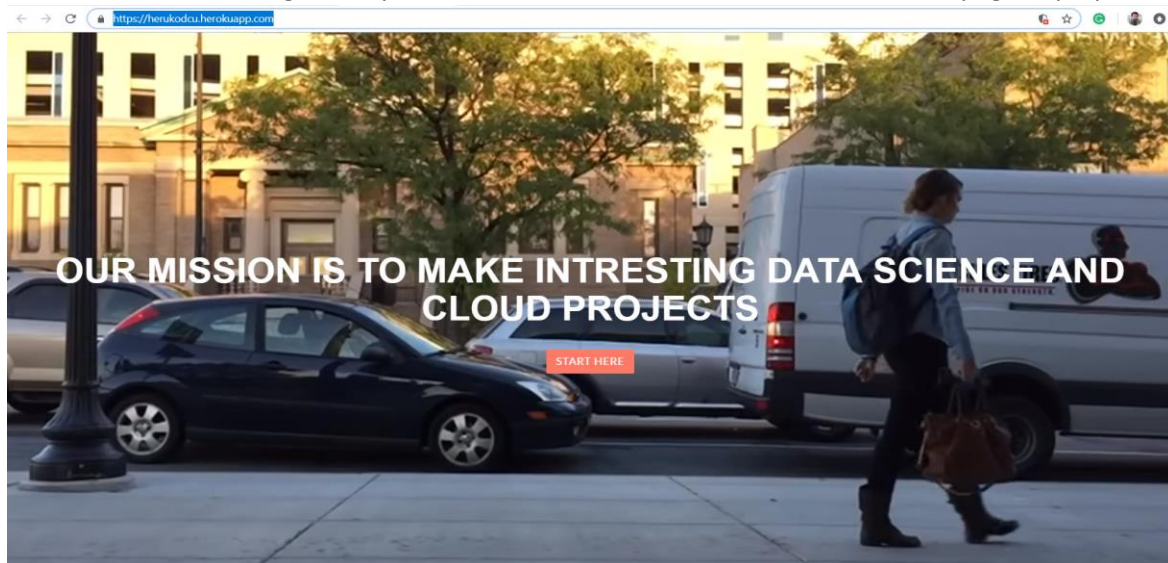 https://herukodcu.herokuapp.com
OUR MISSION IS TO MAKE INTRESTING DATA SCIENCE AND
CLOUD PROJECTS
START HERE